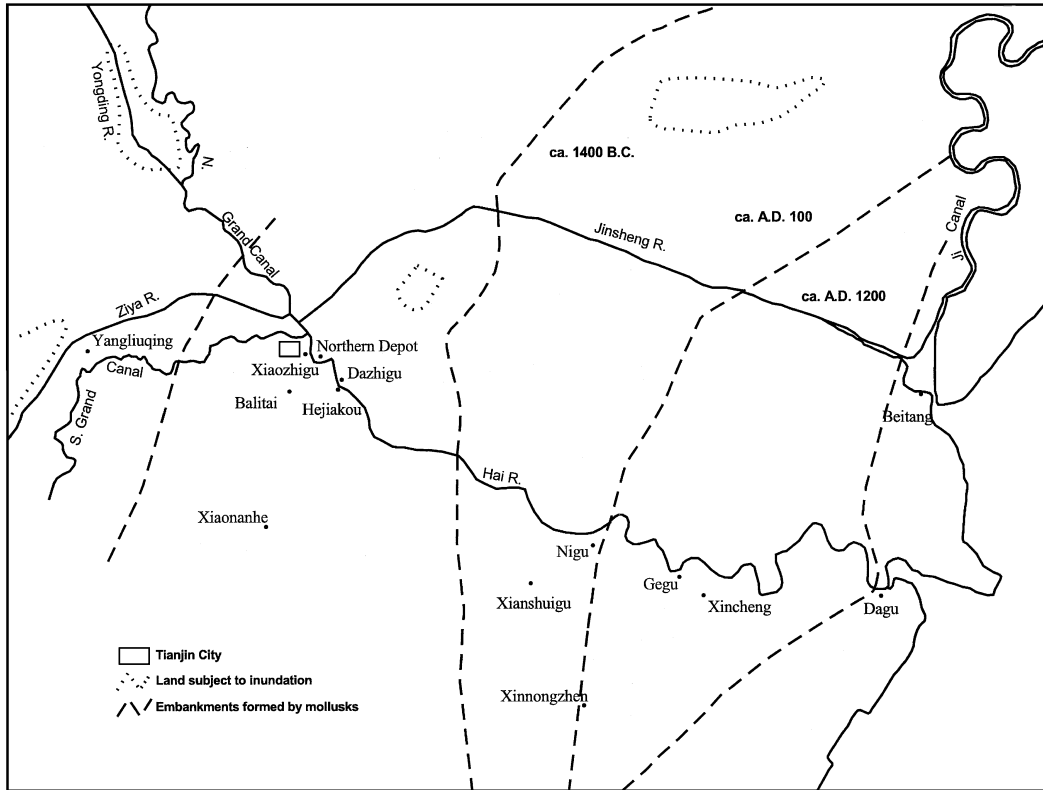 Yongding R.
N.
Grand Canal
ca. 1400 B.C.
ca. A.D. 100
Jinsheng R.
Ji
Canal
ca. A.D. 1200
Ziya R.
Yangliuqing
Canal
S. Grand
Northern Depot
Xiaozhigu
Dazhigu
Balitai
Hejiakou
Beitang
Hai R.
Xiaonanhe
Nigu
Gegu
Xianshuigu
Xincheng
Dagu
Xinnongzhen
Tianjin City
Land subject to inundation
Embankments formed by mollusks